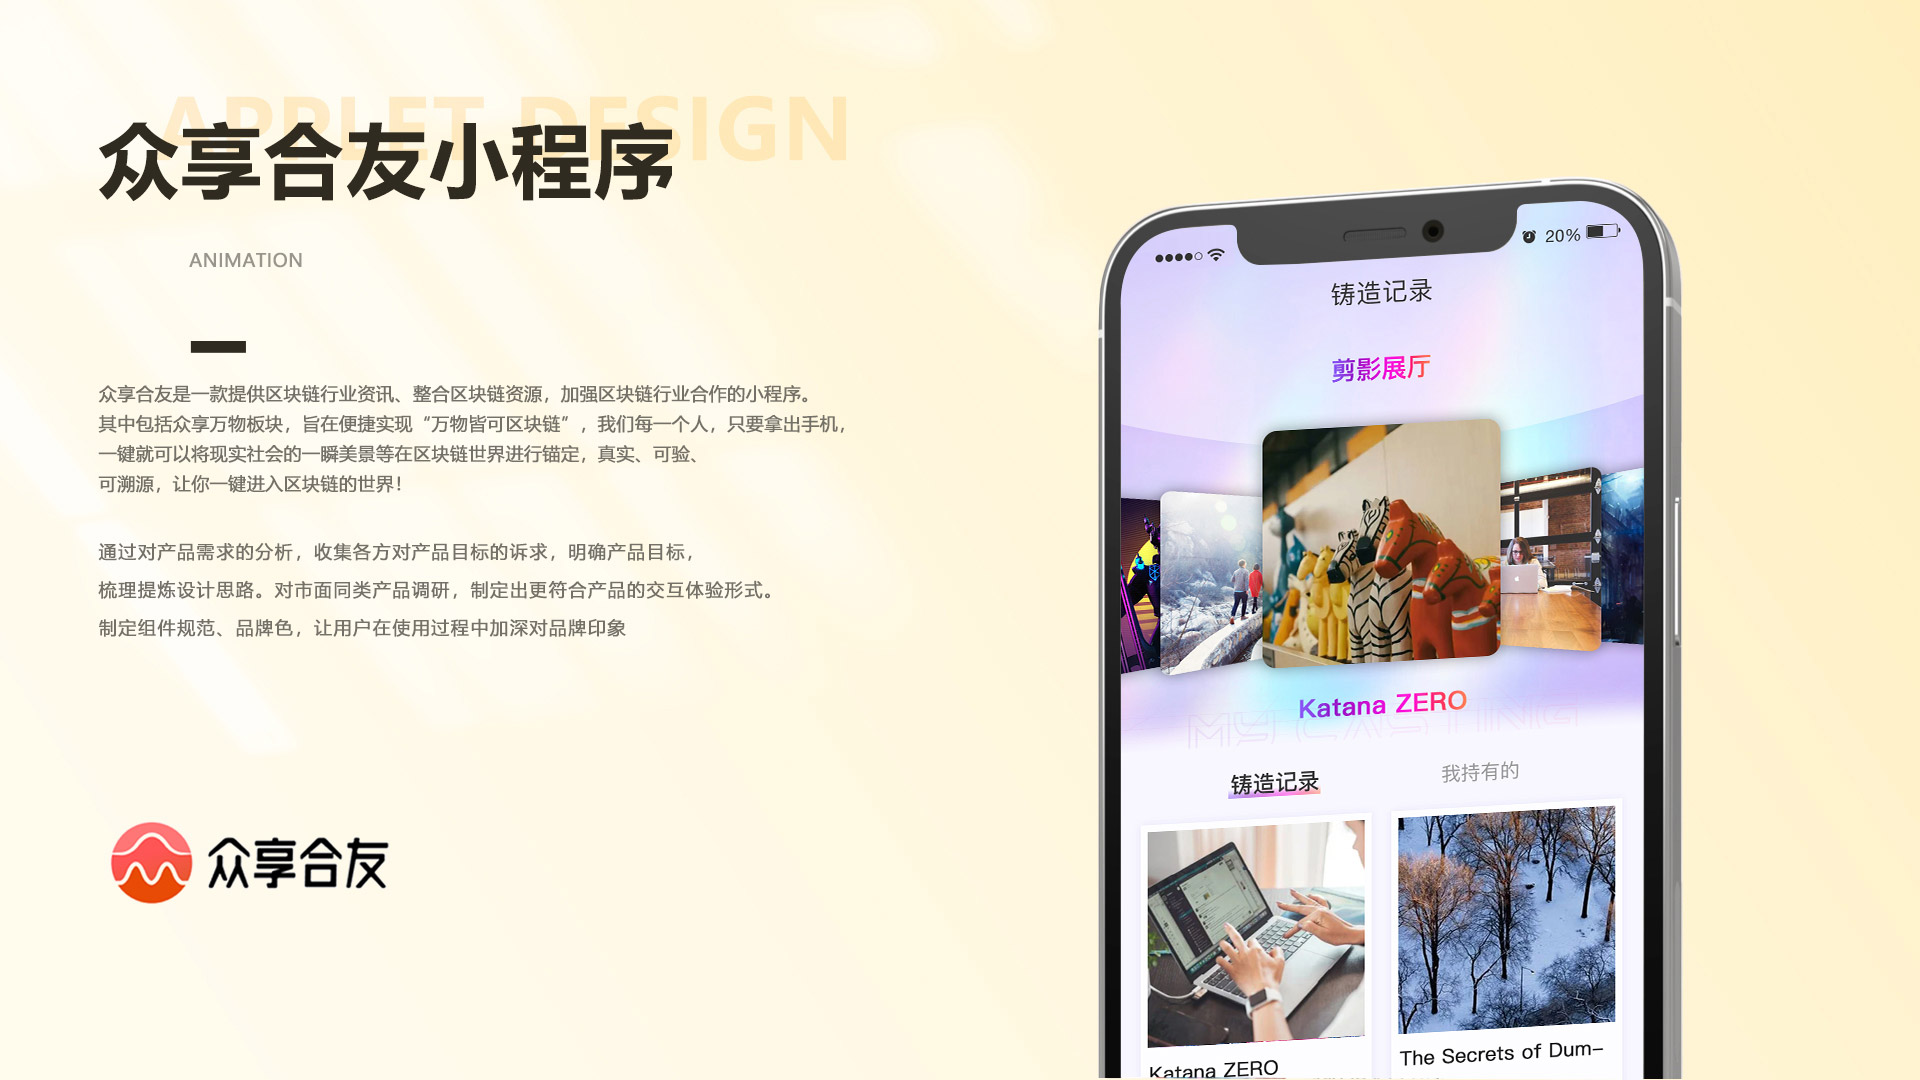 APPLET DESIGN
众享合友小程序
ANIMATION
众享合友是一款提供区块链行业资讯、整合区块链资源，加强区块链行业合作的小程序。
其中包括众享万物板块，旨在便捷实现“万物皆可区块链”，我们每一个人，只要拿出手机，
一键就可以将现实社会的一瞬美景等在区块链世界进行锚定，真实、可验、
可溯源，让你一键进入区块链的世界！
通过对产品需求的分析，收集各方对产品目标的诉求，明确产品目标，
梳理提炼设计思路。对市面同类产品调研，制定出更符合产品的交互体验形式。
制定组件规范、品牌色，让用户在使用过程中加深对品牌印象
众享合友
20%
铸造记录
剪影展厅
Katana ZERO
MY CASTING
铸造记录
我持有的
Katana ZERO
The Secrets of Dum-